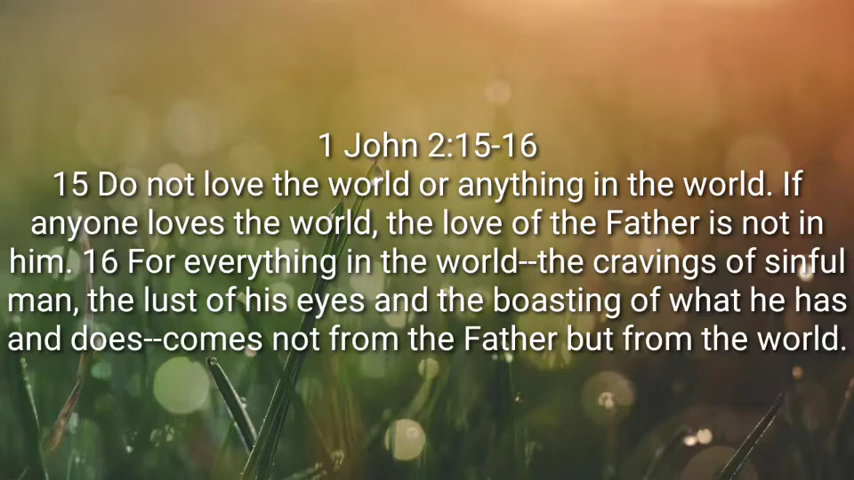 1 John 2:15-16
15 Do not love the world or anything in the world. If
anyone loves the world, the love of the Father is not in
him. 16 For everything in the world--the cravings of sinful
man, the lust of his eyes and the boasting of what he has
and does--comes not from the Father but from the world.